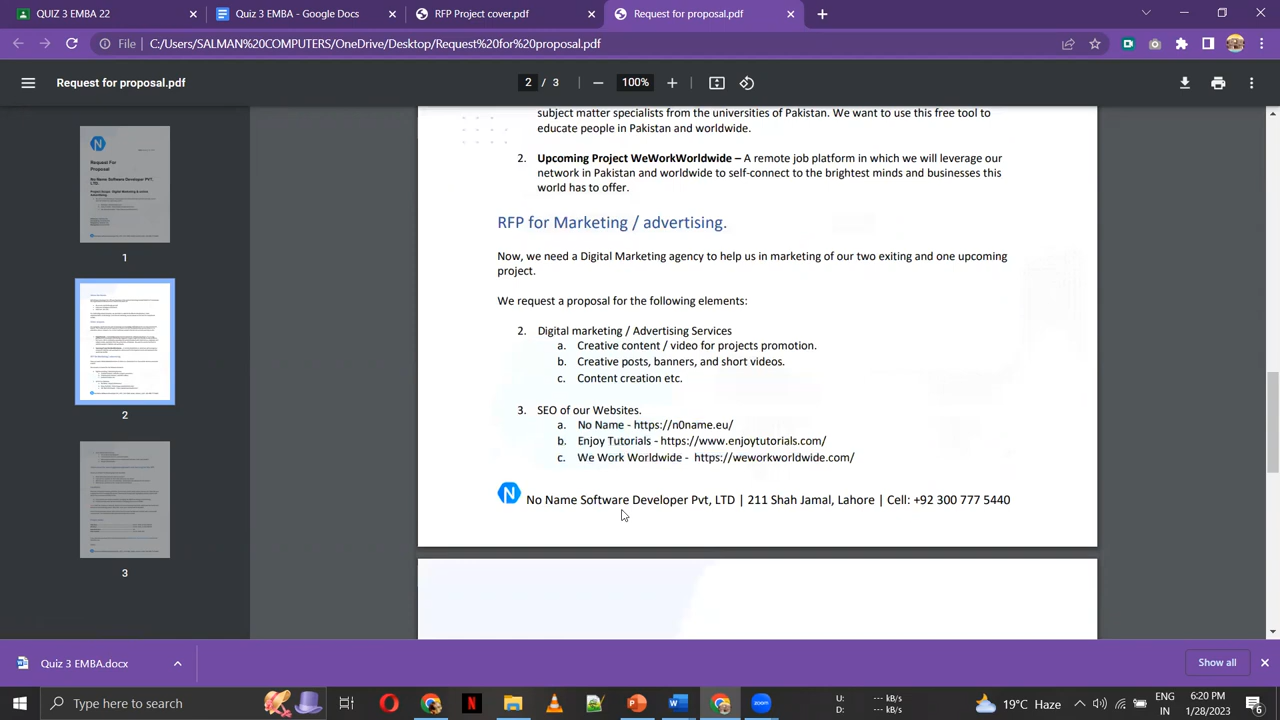 QUIZ 3 EMBA 22
Quiz 3 EMBA - Google Docs
RFP Project cover.pdf
Request for proposal.pdf
File
C:/Users/SALMAN%20COMPUTERS/OneDrive/Desktop/Request%20for%20proposal.pdf
Request for proposal.pdf
2 / 3
100%
1
2
3
subject matter specialists from the universities of Pakistan. We want to use this free tool to
educate people in Pakistan and worldwide.
2. Upcoming Project WeWorkWorldwide – A remote job platform in which we will leverage our
network in Pakistan and worldwide to self-connect to the brightest minds and businesses this
world has to offer.
RFP for Marketing / advertising.
Now, we need a Digital Marketing agency to help us in marketing of our two exiting and one upcoming
project.
We request a proposal for the following elements:
2. Digital marketing / Advertising Services
a. Creative content / video for projects promotion.
b. Creative posts, banners, and short videos.
c. Content creation etc.
3. SEO of our Websites.
a. No Name - https://n0name.eu/
b. Enjoy Tutorials - https://www.enjoytutorials.com/
c. We Work Worldwide - https://weworkworldwide.com/
N No Name Software Developer Pvt, LTD | 211 Shah Jamal, Lahore | Cell: +92 300 777 5440
Quiz 3 EMBA.docx
Show all
Type here to search
U: --- kB/s
D: --- kB/s
19°C Haze
ENG
IN
6:20 PM
1/28/2023
6